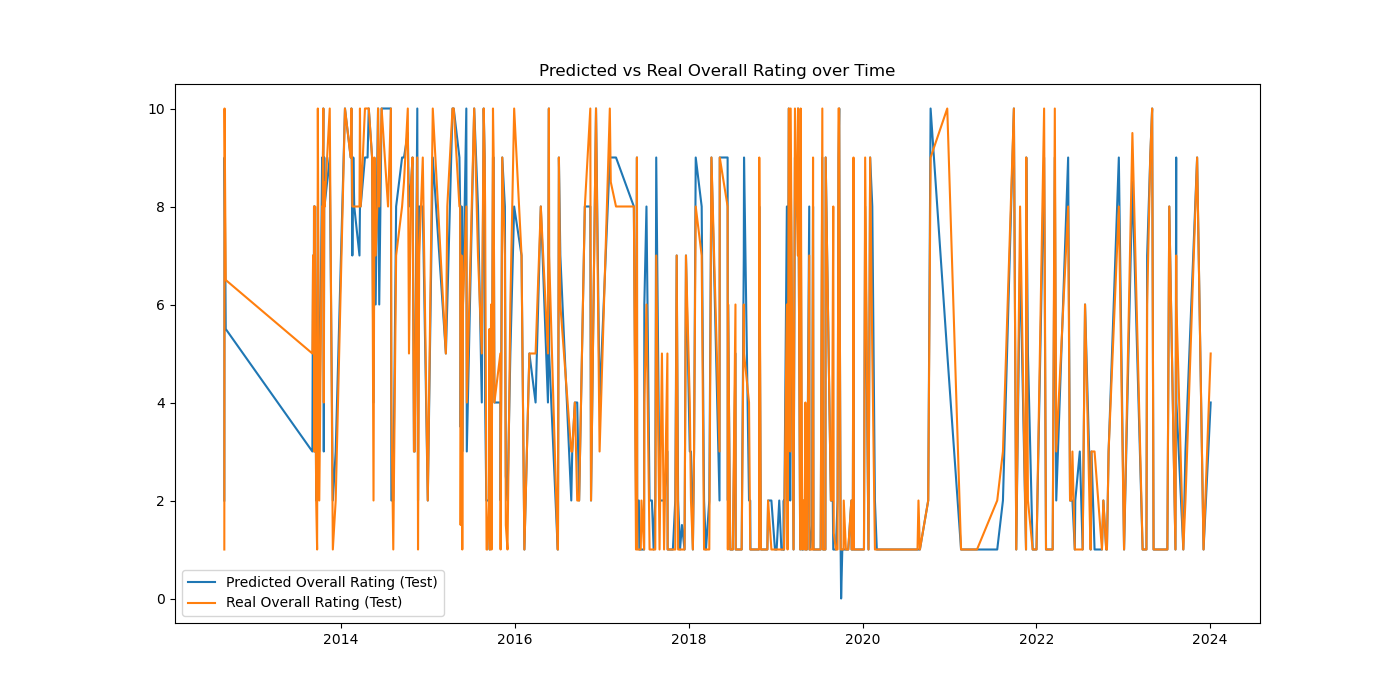 Predicted vs Real Overall Rating over Time
10
8
6
4
2
0
Predicted Overall Rating (Test)
Real Overall Rating (Test)
2014 2016 2018 2020 2022 2024